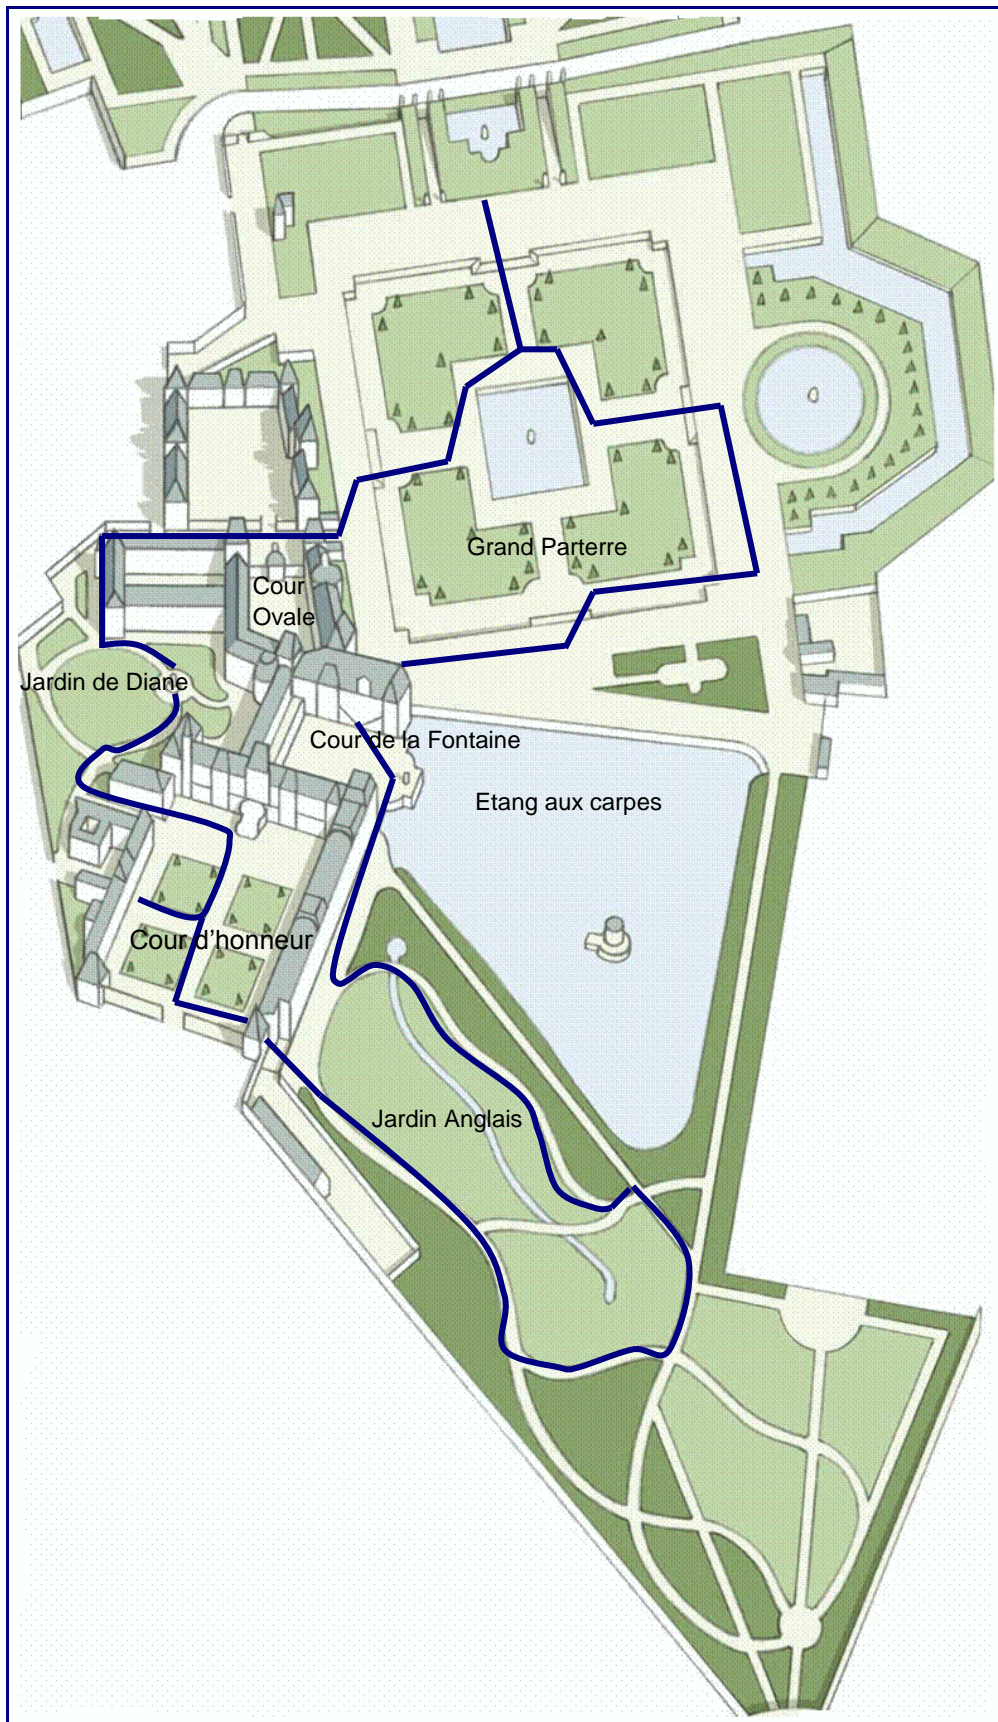 Grand Parterre
Cour
Ovale
Jardin de Diane
Cour de la Fontaine
Etang aux carpes
Cour d'honneur
Jardin Anglais